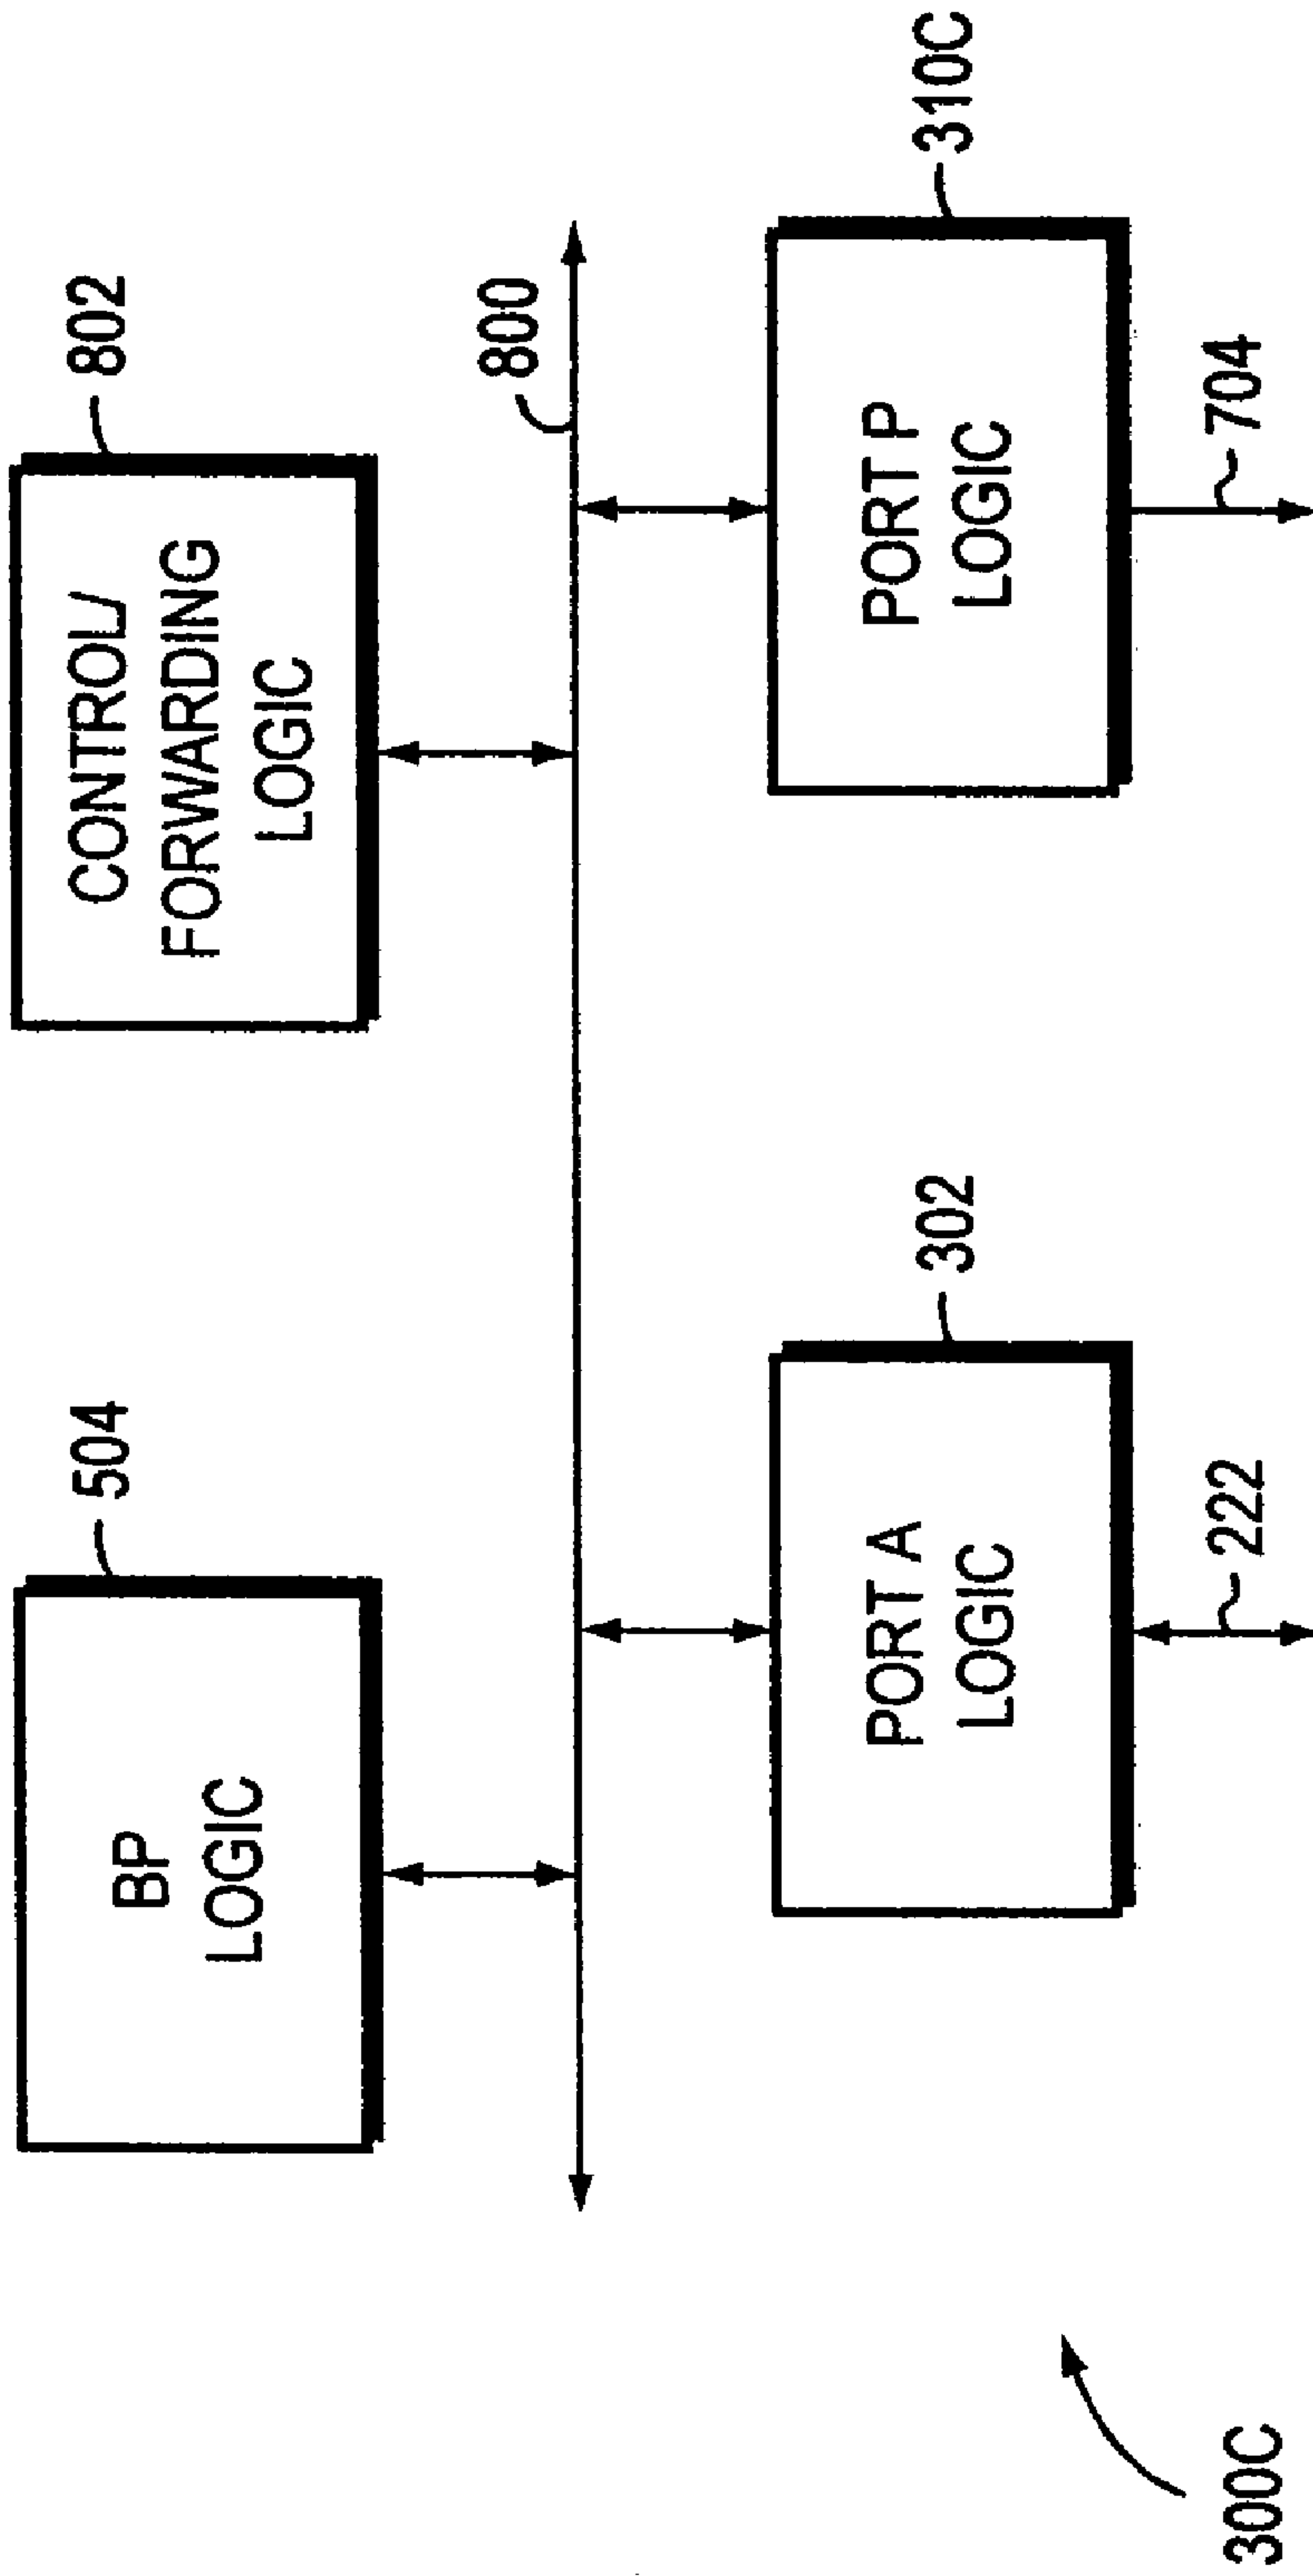 BP
LOGIC
504
CONTROL/
FORWARDING
LOGIC
802
800
PORT A
LOGIC
302
PORT P
LOGIC
310C
222
704
300C